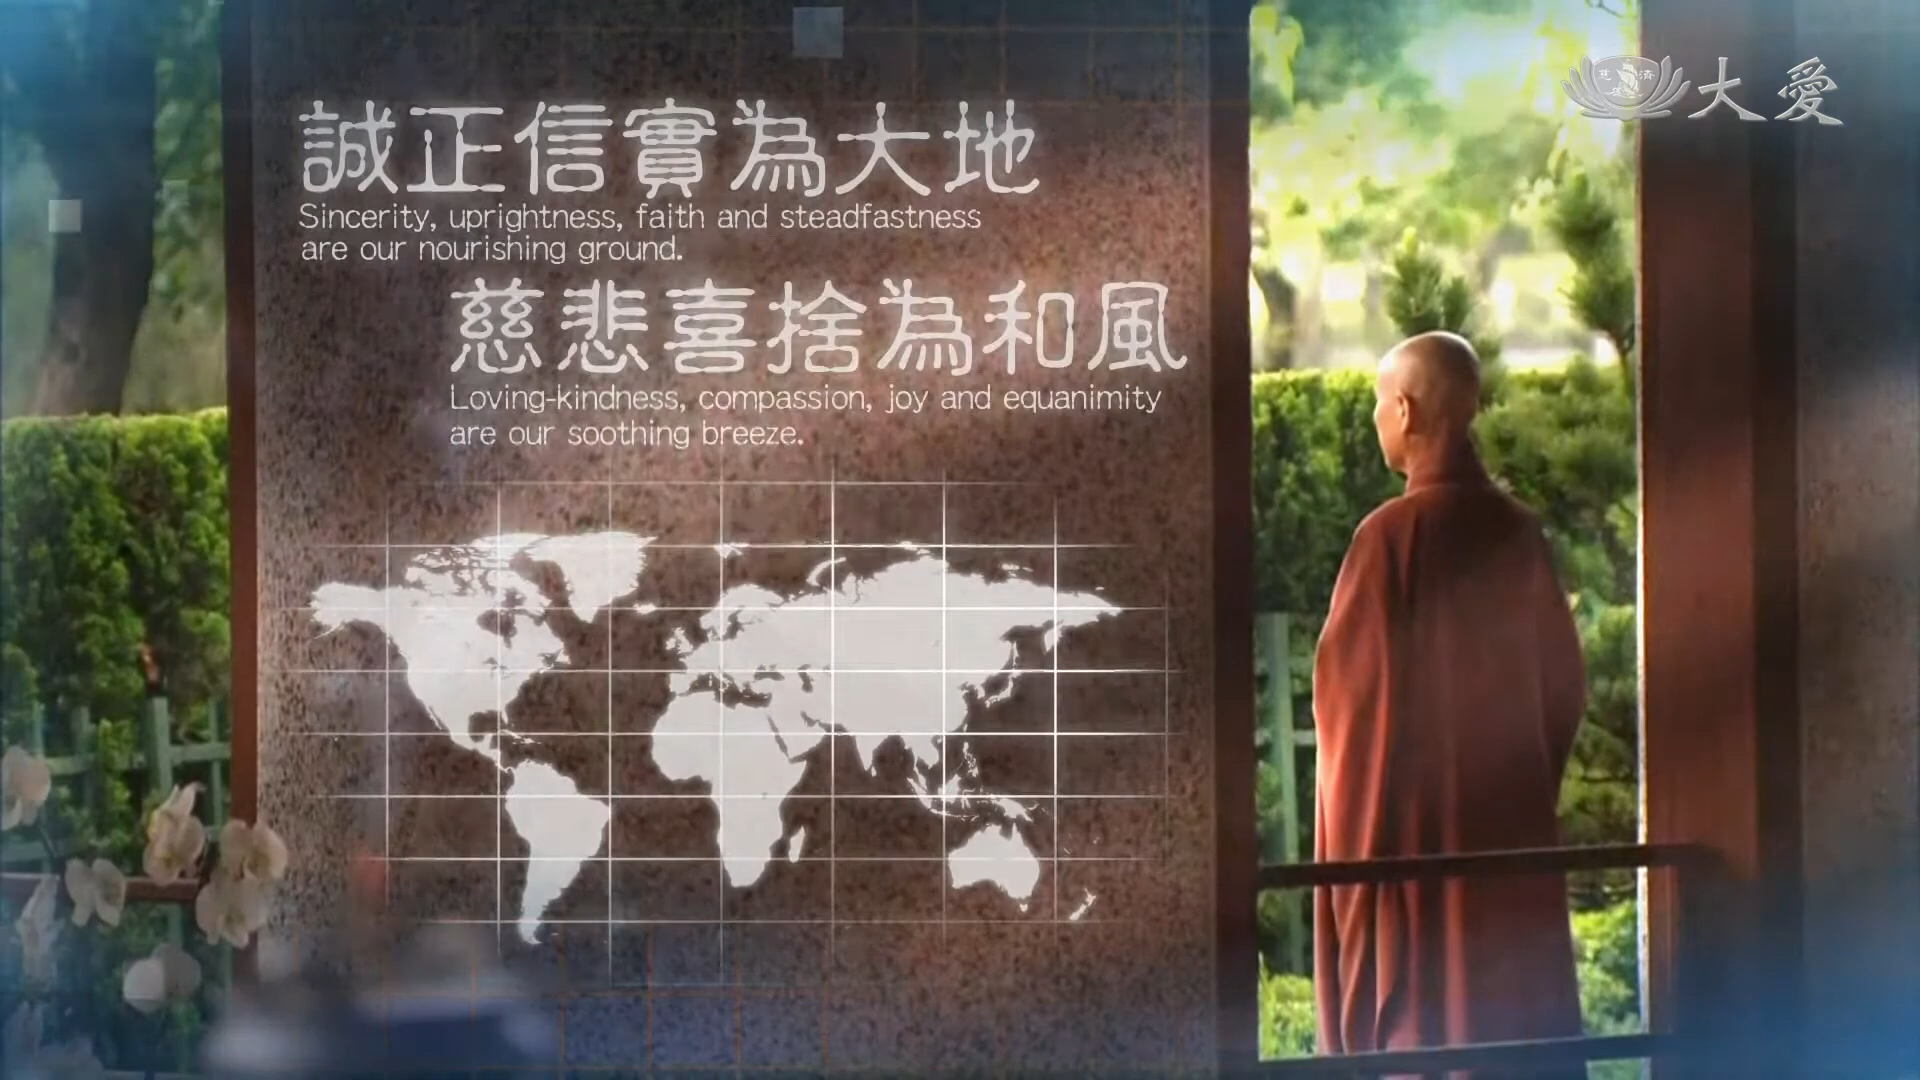 大愛
誠正信實為大地
Sincerity, uprightness, faith and steadfastness
are our nourishing ground.
慈悲喜捨為和風
Loving-kindness, compassion, joy and equanimity
are our soothing breeze.